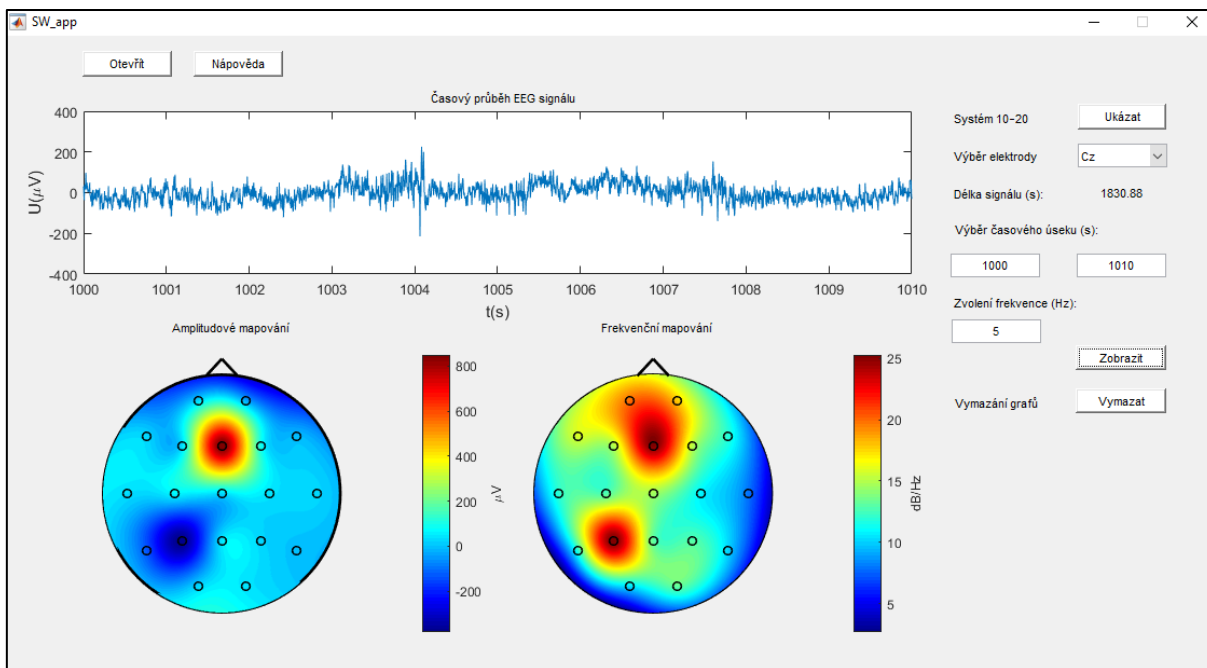 SW_app
Otevřít Nápověda
Časový průběh EEG signálu
400
200
0
-200
-400
U(μV)
1000 1001 1002 1003 1004 1005 1006 1007 1008 1009 1010
t(s)
Systém 10-20 Ukázat
Výběr elektrody Cz
Délka signálu (s): 1830.88
Výběr časového úseku (s):
1000 1010
Zvolení frekvence (Hz):
5
Zobrazit
Vymazání grafů Vymazat
Amplitudové mapování
800
600
400
200
0
-200
μV
Frekvenční mapování
25
20
15
10
5
dB/Hz